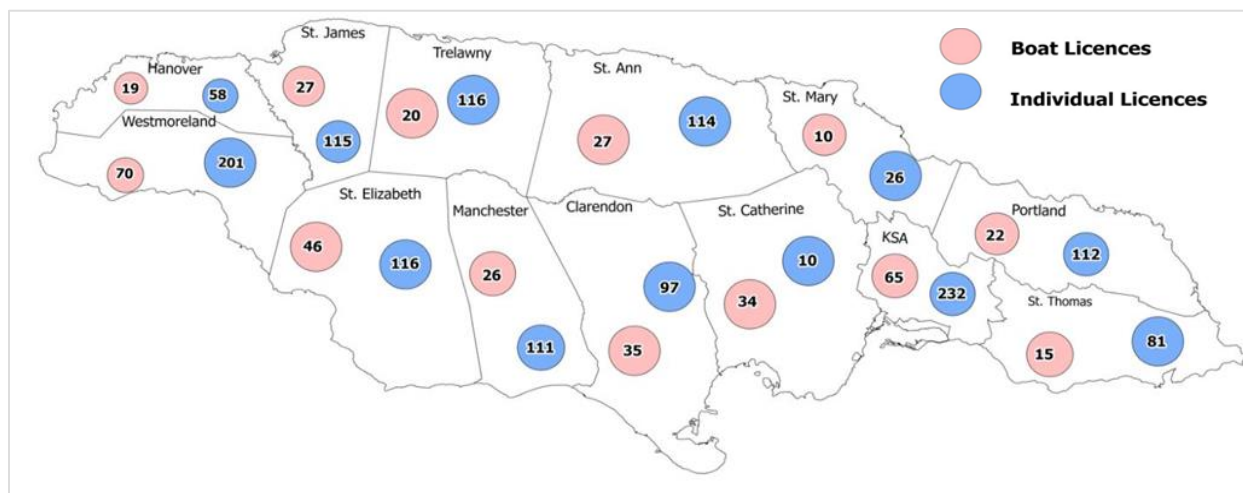 St. James
Boat Licences
Trelawny
St. Ann
Hanover
27
19
58
116
St. Mary
Individual Licences
20
Westmoreland
114
10
27
115
201
70
26
St. Elizabeth
Manchester
Clarendon
St. Catherine
Portland
46
KSA
22
116
26
10
112
65
97
34
232
St. Thomas
111
35
15
81